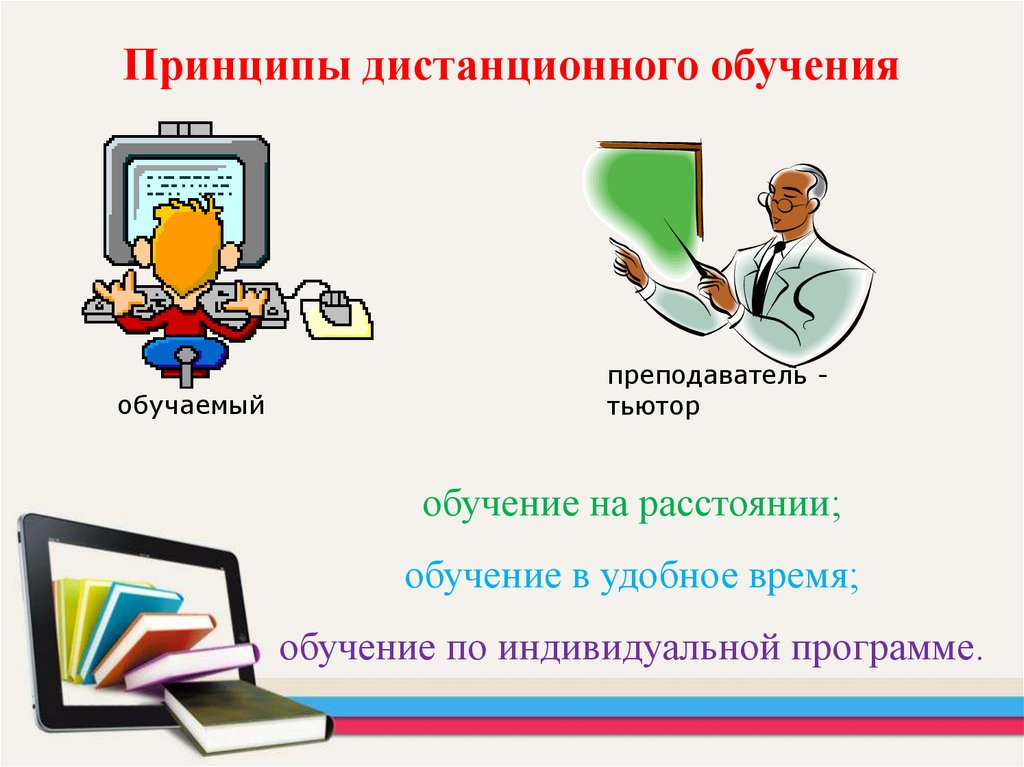 Принципы дистанционного обучения
обучаемый
преподаватель -
тьютор
обучение на расстоянии;
обучение в удобное время;
обучение по индивидуальной программе.